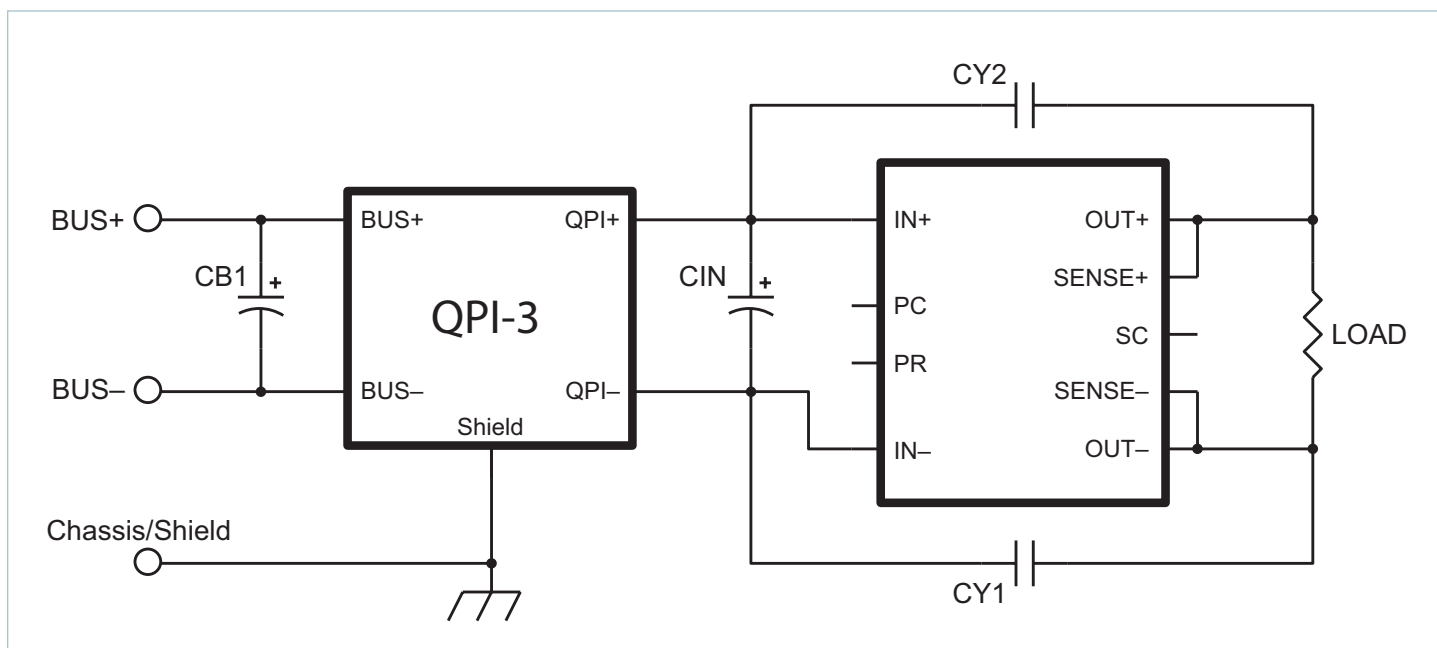 CY2
BUS+
BUS+
QPI+
IN+
OUT+
CB1
+
QPI-3
CIN
+
SENSE+
PC
SC
LOAD
PR
BUS–
BUS–
QPI–
SENSE–
Shield
IN–
OUT–
Chassis/Shield
CY1